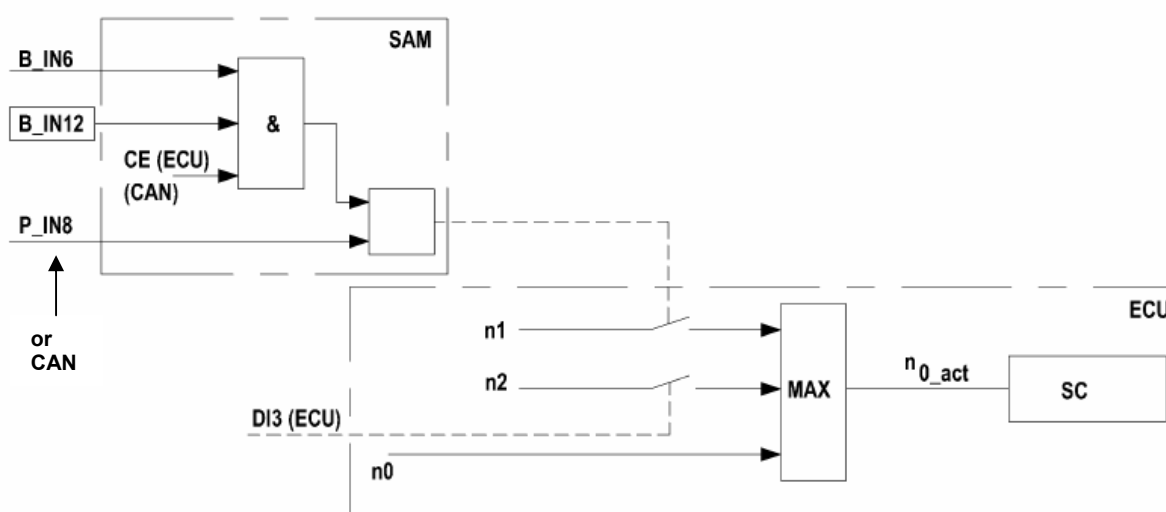 SAM
B_IN6
B_IN12
&
CE (ECU)
(CAN)
P_IN8
or
CAN
ECU
n1
n2
MAX
n0_act
SC
DI3 (ECU)
n0